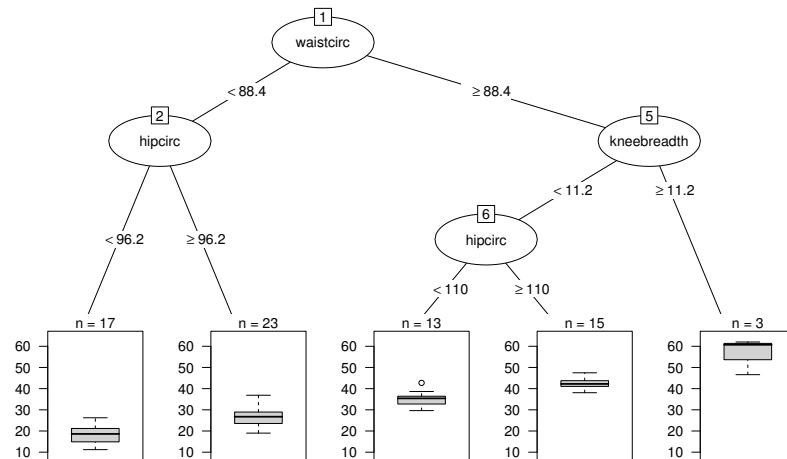 1
waistcirc
< 88.4
≥ 88.4
2
hipcirc
5
kneebreadth
< 11.2
≥ 11.2
6
hipcirc
< 96.2
≥ 96.2
< 110
≥ 110
n = 17
n = 23
n = 13
n = 15
n = 3
60 60 60 60 60
50 50 50 50 50
40 40 40 40 40
30 30 30 30 30
20 20 20 20 20
10 10 10 10 10